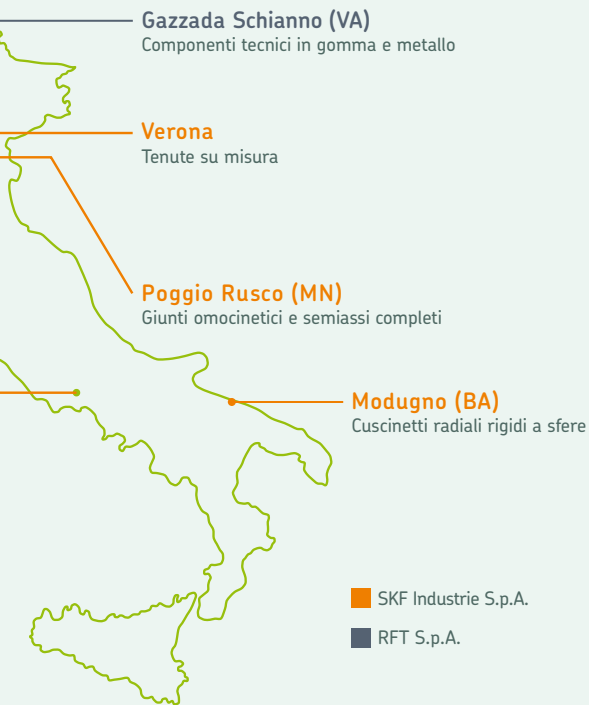 Gazzada Schianno (VA)
Componenti tecnici in gomma e metallo
Verona
Tenute su misura
Poggio Rusco (MN)
Giunti omocinetici e semiassi completi
Modugno (BA)
Cuscinetti radiali rigidi a sfere
SKF Industrie S.p.A.
RFT S.p.A.